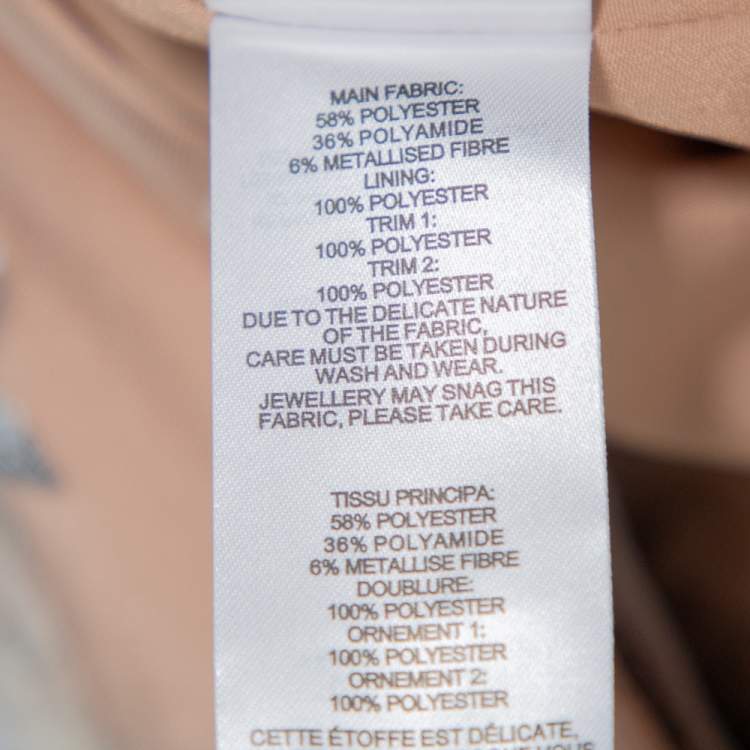 MAIN FABRIC:
58% POLYESTER
36% POLYAMIDE
6% METALLISED FIBRE
LINING:
100% POLYESTER
TRIM 1:
100% POLYESTER
TRIM 2:
100% POLYESTER
DUE TO THE DELICATE NATURE
OF THE FABRIC,
CARE MUST BE TAKEN DURING
WASH AND WEAR.
JEWELLERY MAY SNAG THIS
FABRIC, PLEASE TAKE CARE.
TISSU PRINCIPA:
58% POLYESTER
36% POLYAMIDE
6% METALLISE FIBRE
DOUBLURE:
100% POLYESTER
ORNEMENT 1:
100% POLYESTER
ORNEMENT 2:
100% POLYESTER
CETTE ÉTOFFE EST DÉLICATE,